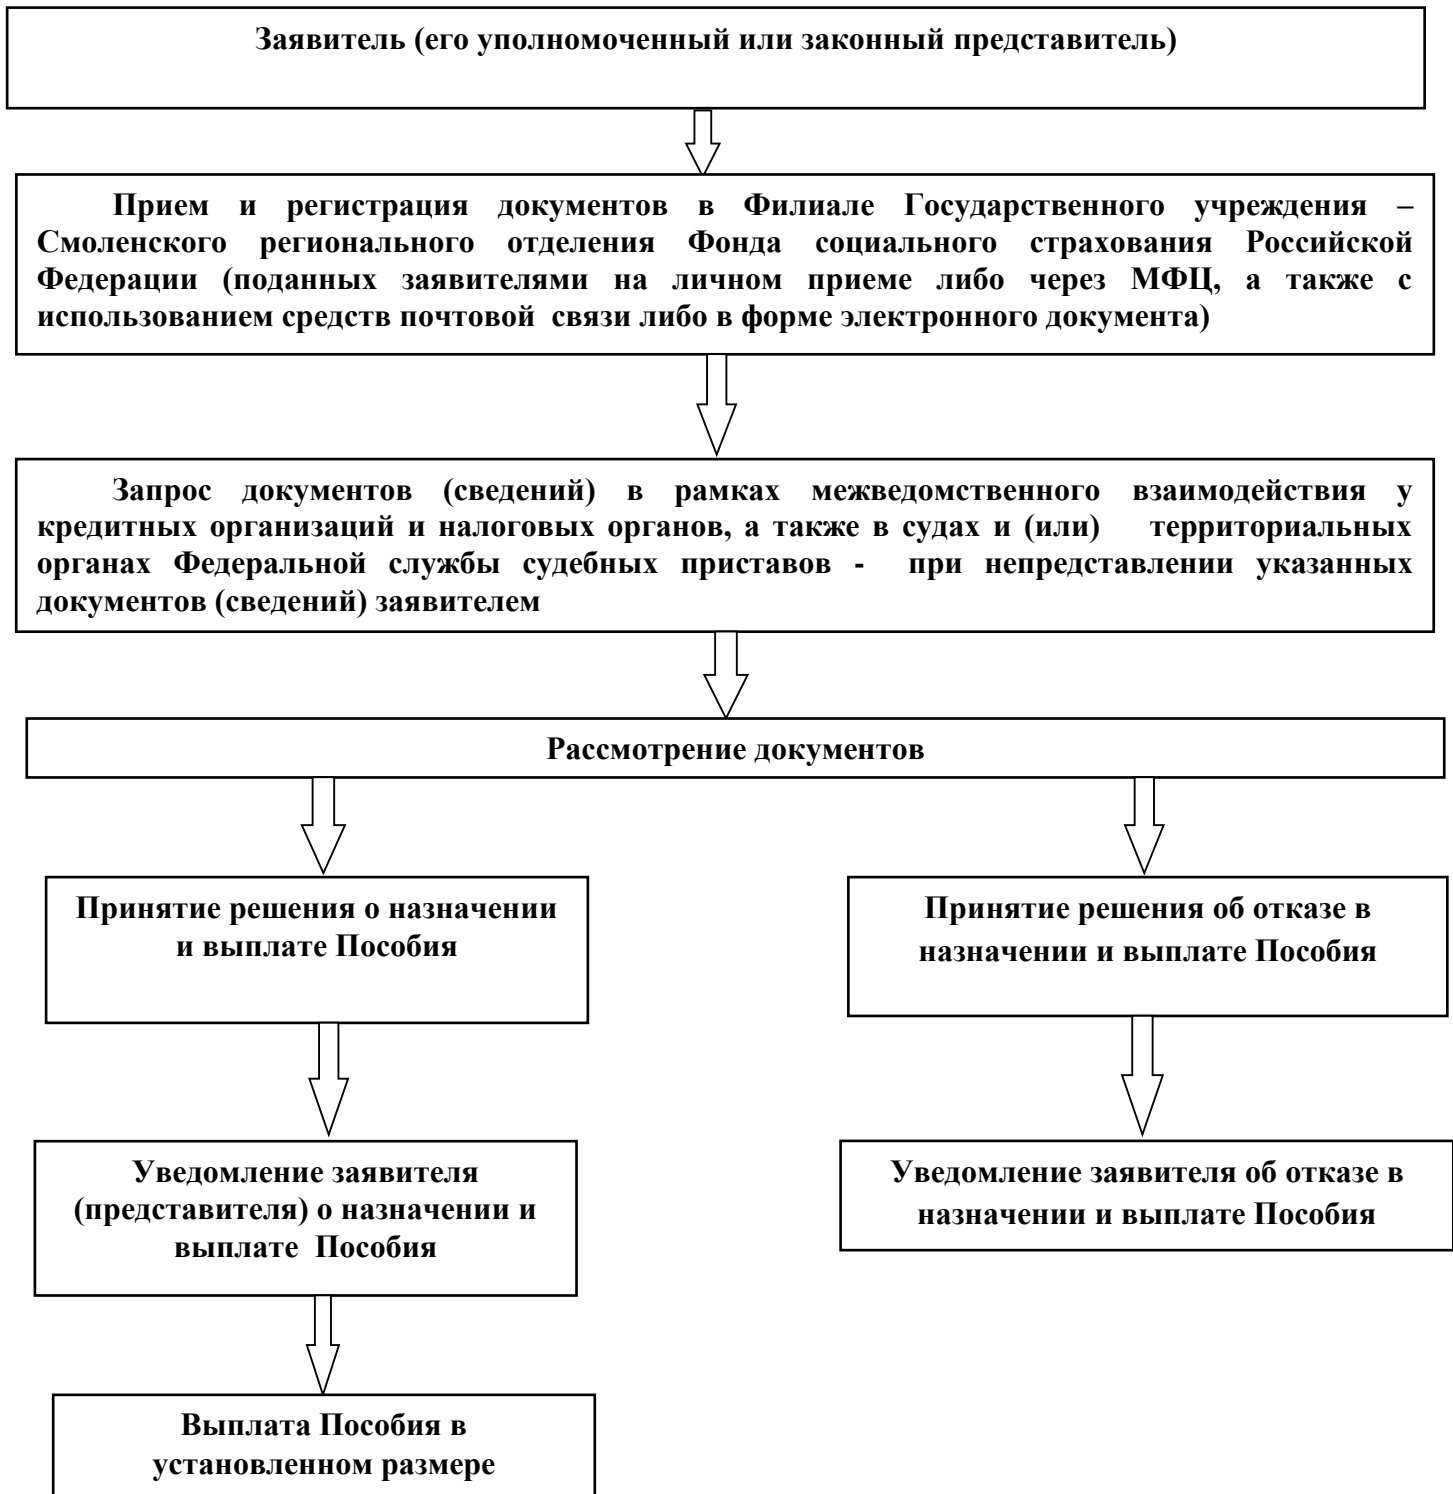 Заявитель (его уполномоченный или законный представитель)
Прием и регистрация документов в Филиале Государственного учреждения –
Смоленского регионального отделения Фонда социального страхования Российской
Федерации (поданных заявителями на личном приеме либо через МФЦ, а также с
использованием средств почтовой связи либо в форме электронного документа)
Запрос документов (сведений) в рамках межведомственного взаимодействия у
кредитных организаций и налоговых органов, а также в судах и (или) территориальных
органах Федеральной службы судебных приставов - при непредставлении указанных
документов (сведений) заявителем
Рассмотрение документов
Принятие решения о назначении
и выплате Пособия
Принятие решения об отказе в
назначении и выплате Пособия
Уведомление заявителя
(представителя) о назначении и
выплате Пособия
Уведомление заявителя об отказе в
назначении и выплате Пособия
Выплата Пособия в
установленном размере